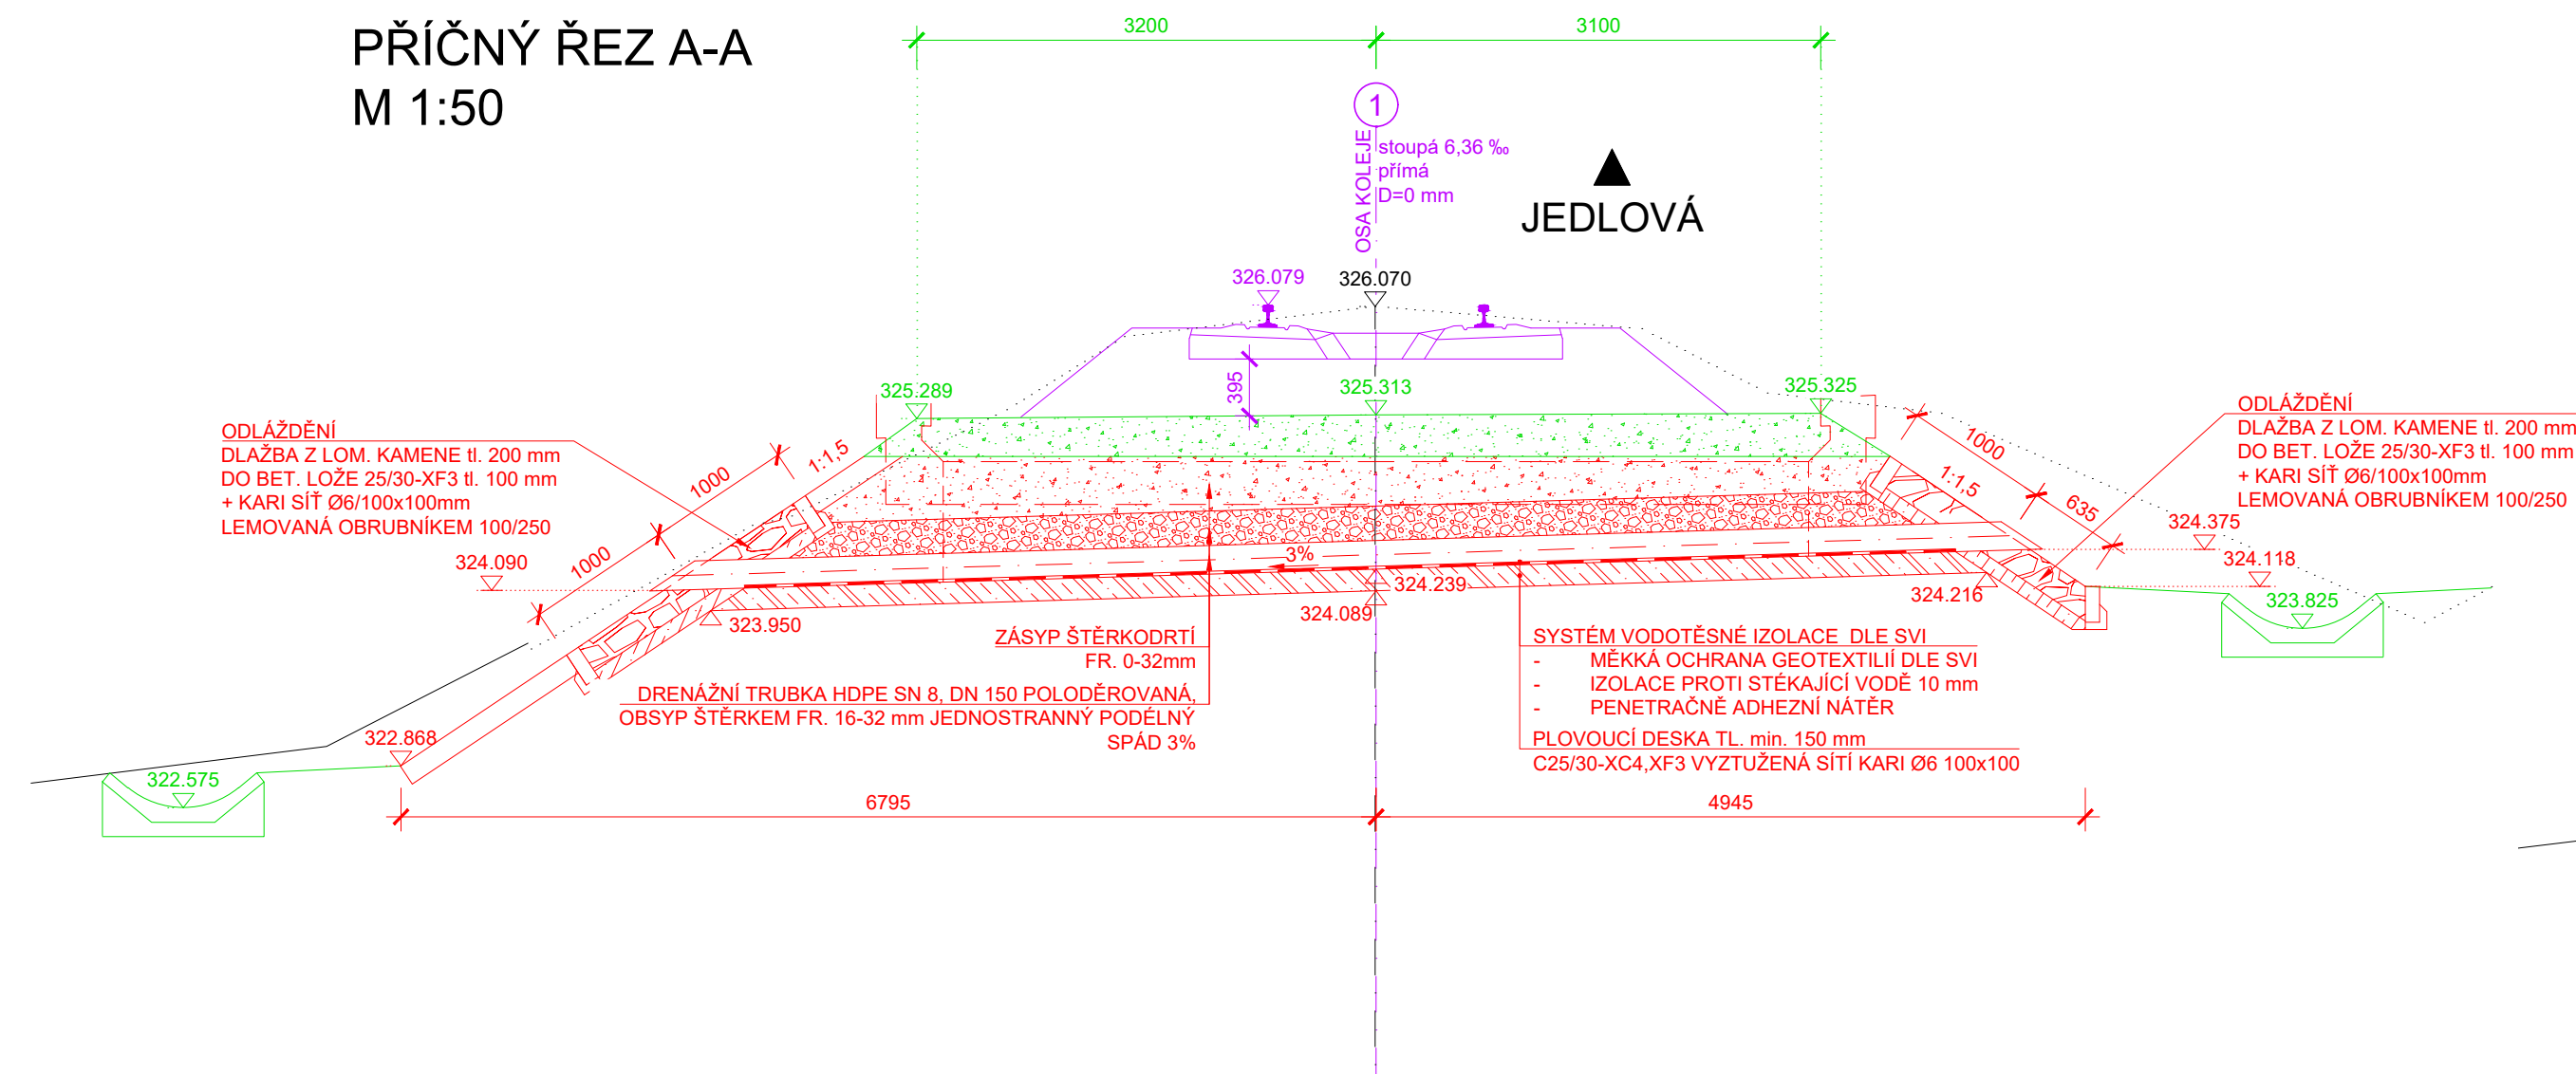 PŘÍČNÝ ŘEZ A-A
M 1:50
3200
3100
1
OSA KOLEJE
stoupá 6,36 ‰
přímá
D=0 mm
JEDLOVÁ
326.079
326.070
395
325.289
325.313
325.325
ODLÁŽDĚNÍ
DLAŽBA Z LOM. KAMENE tl. 200 mm
DO BET. LOŽE 25/30-XF3 tl. 100 mm
+ KARI SÍŤ Ø6/100x100mm
LEMOVANÁ OBRUBNÍKEM 100/250
1:1,5
1000
1000
324.090
ODLÁŽDĚNÍ
DLAŽBA Z LOM. KAMENE tl. 200 mm
DO BET. LOŽE 25/30-XF3 tl. 100 mm
+ KARI SÍŤ Ø6/100x100mm
LEMOVANÁ OBRUBNÍKEM 100/250
1000
1:1,5
635
324.375
324.118
323.825
3%
324.239
324.089
324.216
323.950
ZÁSYP ŠTĚRKODRTÍ
FR. 0-32mm
DRENÁŽNÍ TRUBKA HDPE SN 8, DN 150 POLODĚROVANÁ,
OBSYP ŠTĚRKEM FR. 16-32 mm JEDNOSTRANNÝ PODÉLNÝ
SPÁD 3%
SYSTÉM VODOTĚSNÉ IZOLACE DLE SVI
- MĚKKÁ OCHRANA GEOTEXTILIÍ DLE SVI
- IZOLACE PROTI STÉKAJÍCÍ VODĚ 10 mm
- PENETRAČNĚ ADHEZNÍ NÁTĚR
PLOVOUCÍ DESKA TL. min. 150 mm
C25/30-XC4,XF3 VYZTUŽENÁ SÍTÍ KARI Ø6 100x100
322.868
322.575
6795
4945